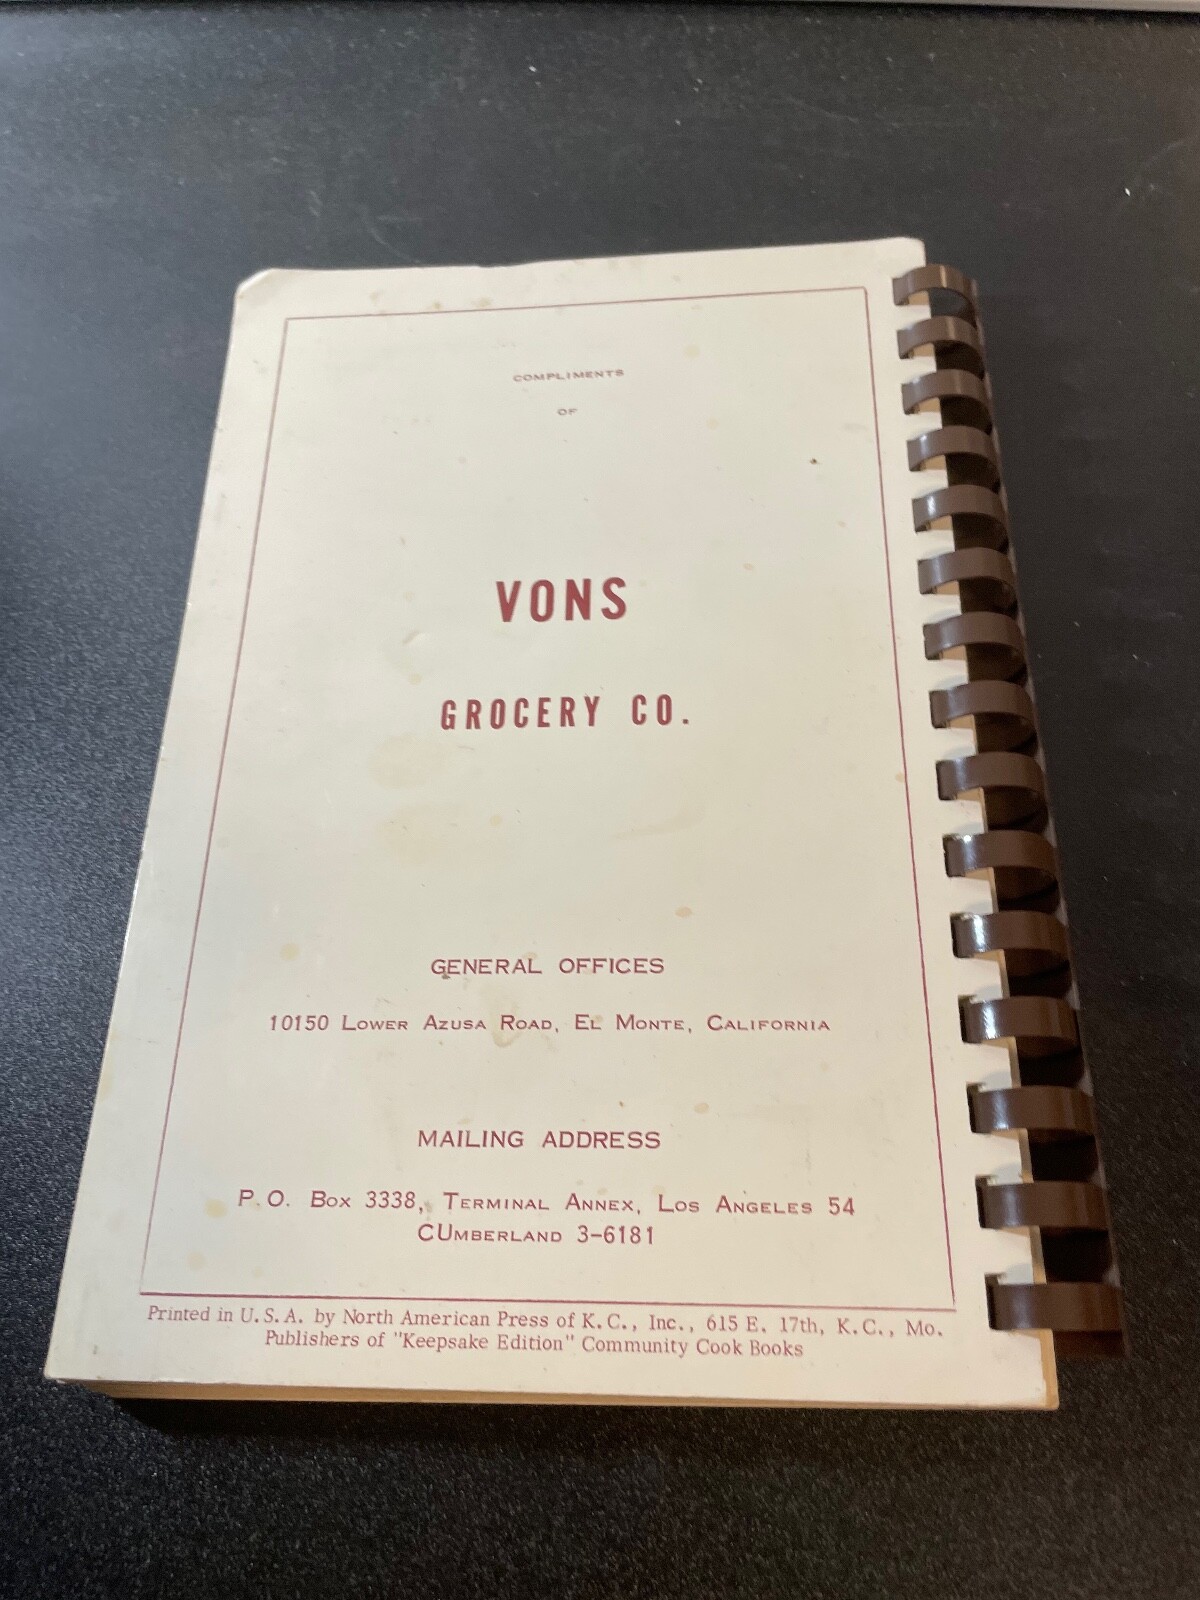 COMPLIMENTS
OF
VONS
GROCERY CO.
GENERAL OFFICES
10150 LOWER AZUSA ROAD, EL MONTE, CALIFORNIA
MAILING ADDRESS
P.O. BOX 3338, TERMINAL ANNEX, LOS ANGELES 54
CUMBERLAND 3-6181
Printed in U.S.A. by North American Press of K.C., Inc., 615 E. 17th, K.C., Mo.
Publishers of "Keepsake Edition" Community Cook Books